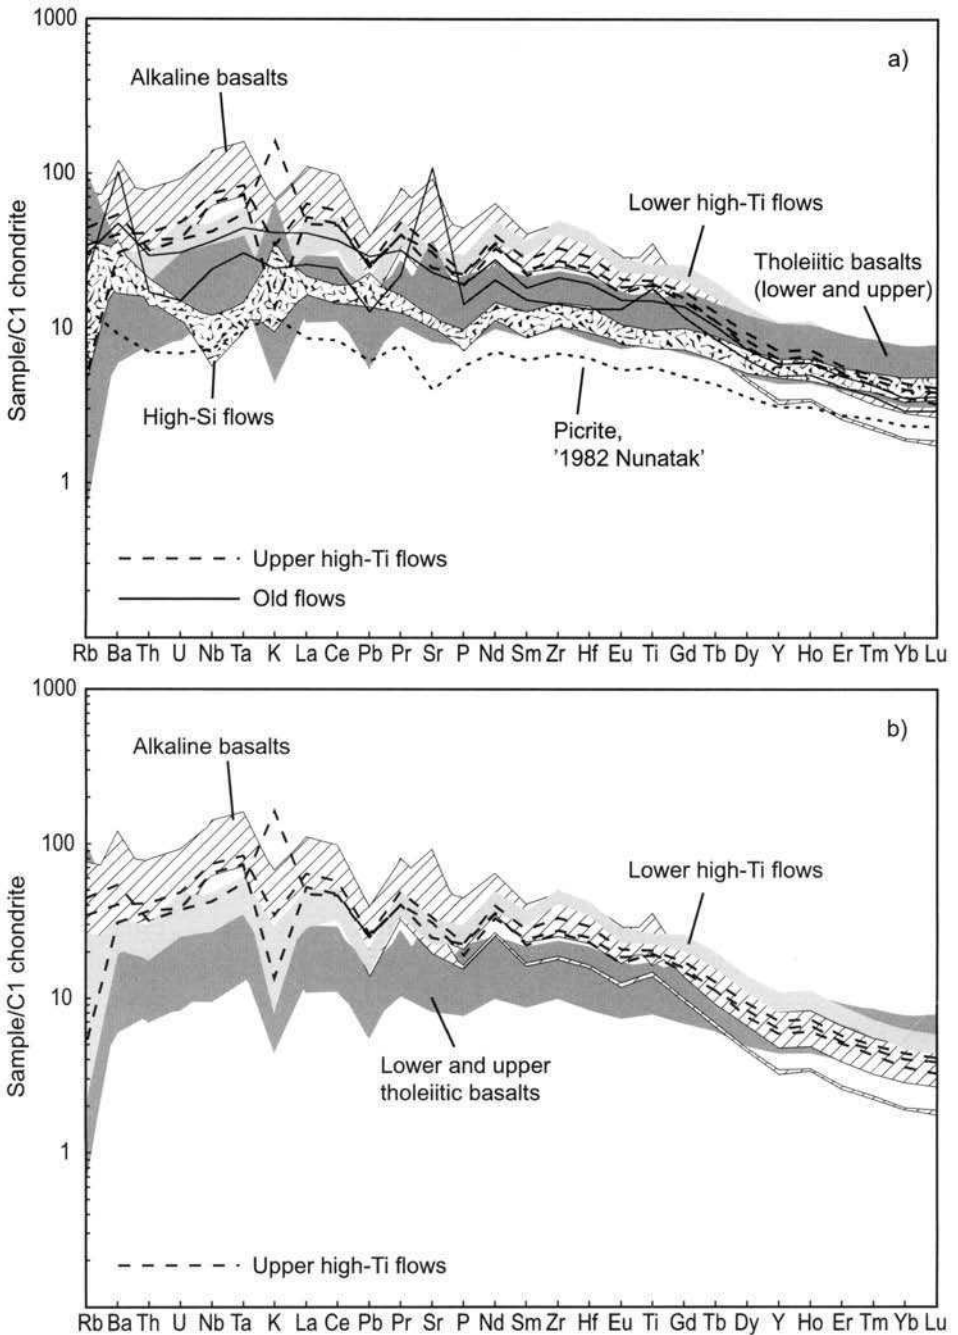 1000
a)
Alkaline basalts
100
Lower high-Ti flows
Tholeiitic basalts
(lower and upper)
10
Sample/C1 chondrite
High-Si flows
Picrite,
'1982 Nunatak'
1
Upper high-Ti flows
Old flows
Rb Ba Th U Nb Ta K La Ce Pb Pr Sr P Nd Sm Zr Hf Eu Ti Gd Tb Dy Y Ho Er Tm Yb Lu
1000
b)
Alkaline basalts
100
Lower high-Ti flows
10
Sample/C1 chondrite
Lower and upper
tholeiitic basalts
1
Upper high-Ti flows
Rb Ba Th U Nb Ta K La Ce Pb Pr Sr P Nd Sm Zr Hf Eu Ti Gd Tb Dy Y Ho Er Tm Yb Lu